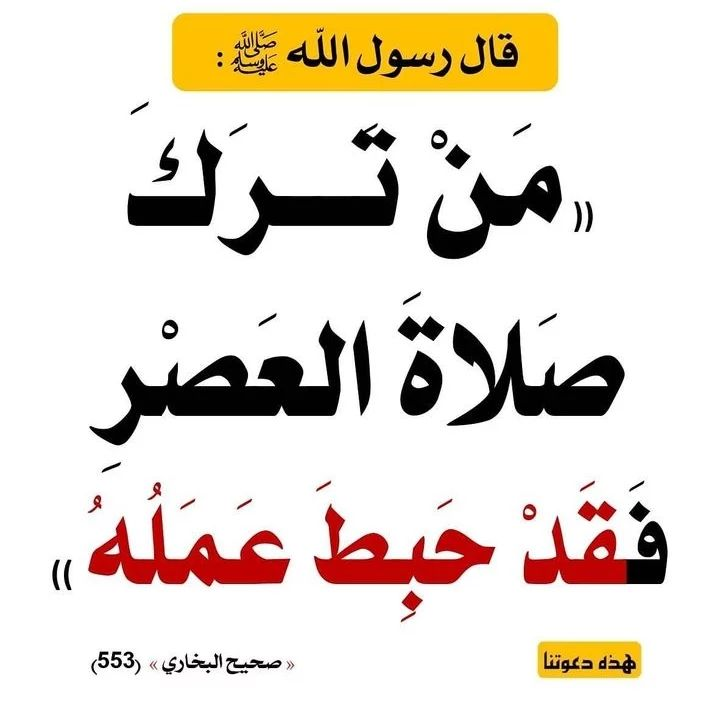 قال رسول الله ﷺ :
((مَنْ تَـرَكَ
صَلاةَ العَصْرِ
فَقَدْ حَبِطَ عَمَلُهُ ))
« صحيح البخاري » (553)
هذه دعوتنا